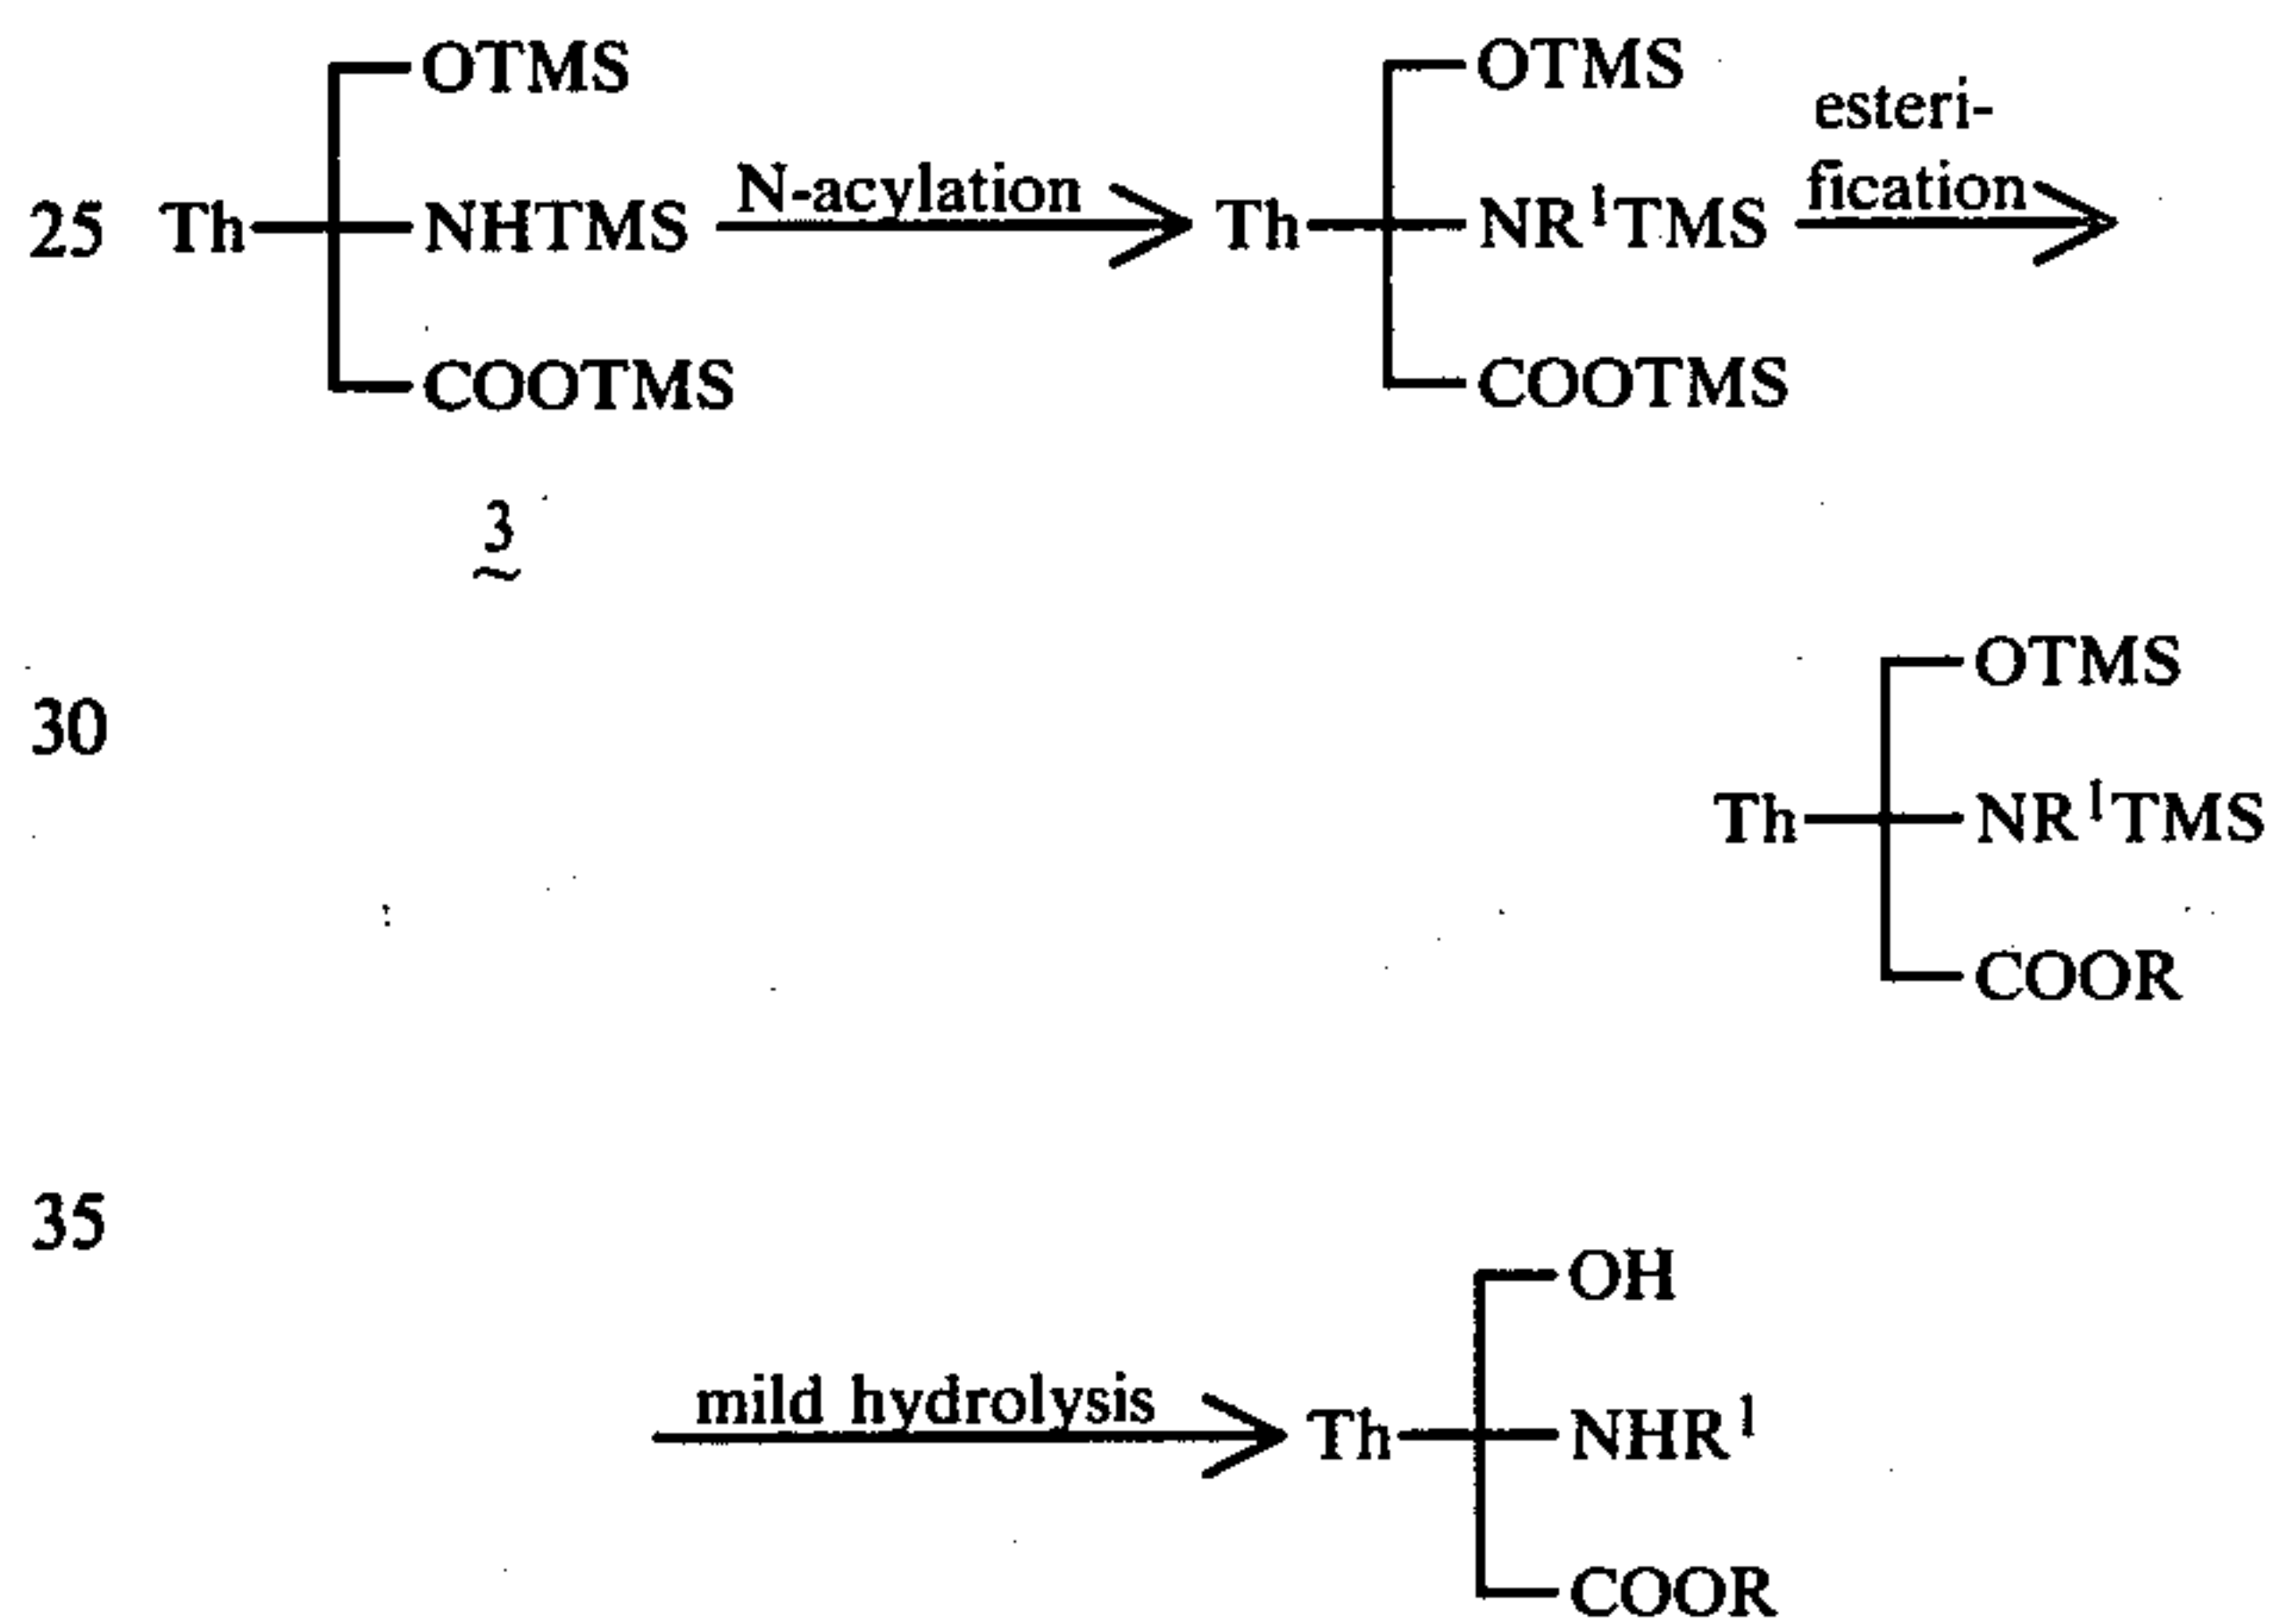 OTMS OTMS
esteri-
N-acylation fication
25 Th NHTMS Th NR¹TMS
COOTMS COOTMS
3
OTMS
30
Th NR¹TMS
COOR
35
OH
mild hydrolysis
Th NHR¹
COOR